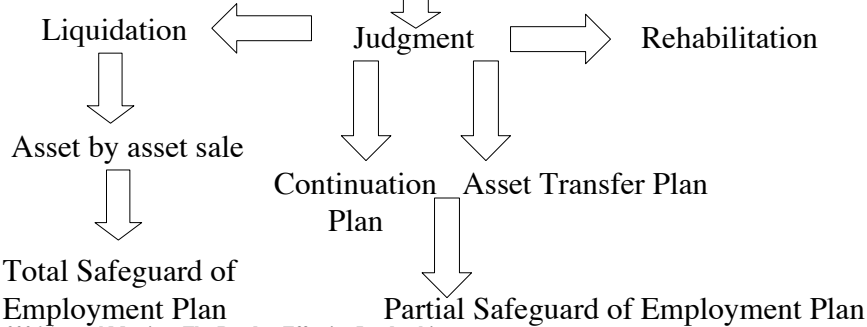 Liquidation
Judgment
Rehabilitation
Asset by asset sale
Continuation
Plan
Asset Transfer Plan
Total Safeguard of
Employment Plan
Partial Safeguard of Employment Plan